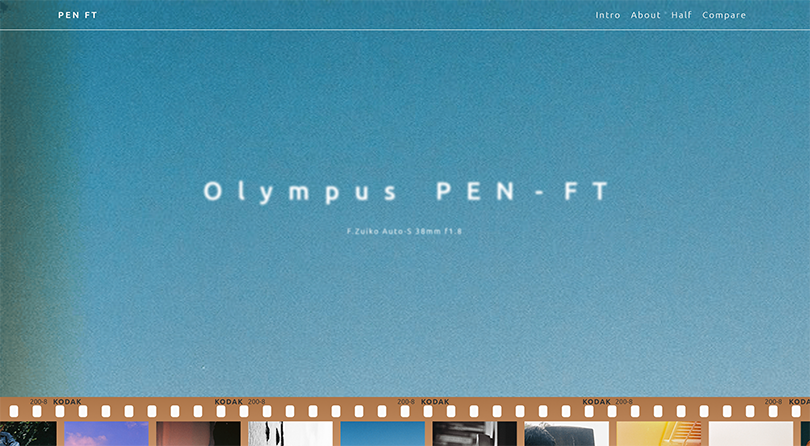 PEN FT
Intro About Half Compare
Olympus PEN-FT
F.Zuiko Auto-S 38mm f1.8
200-8 KODAK KODAK 200-8 200-8 KODAK KODAK 200-8 200-8 KODA